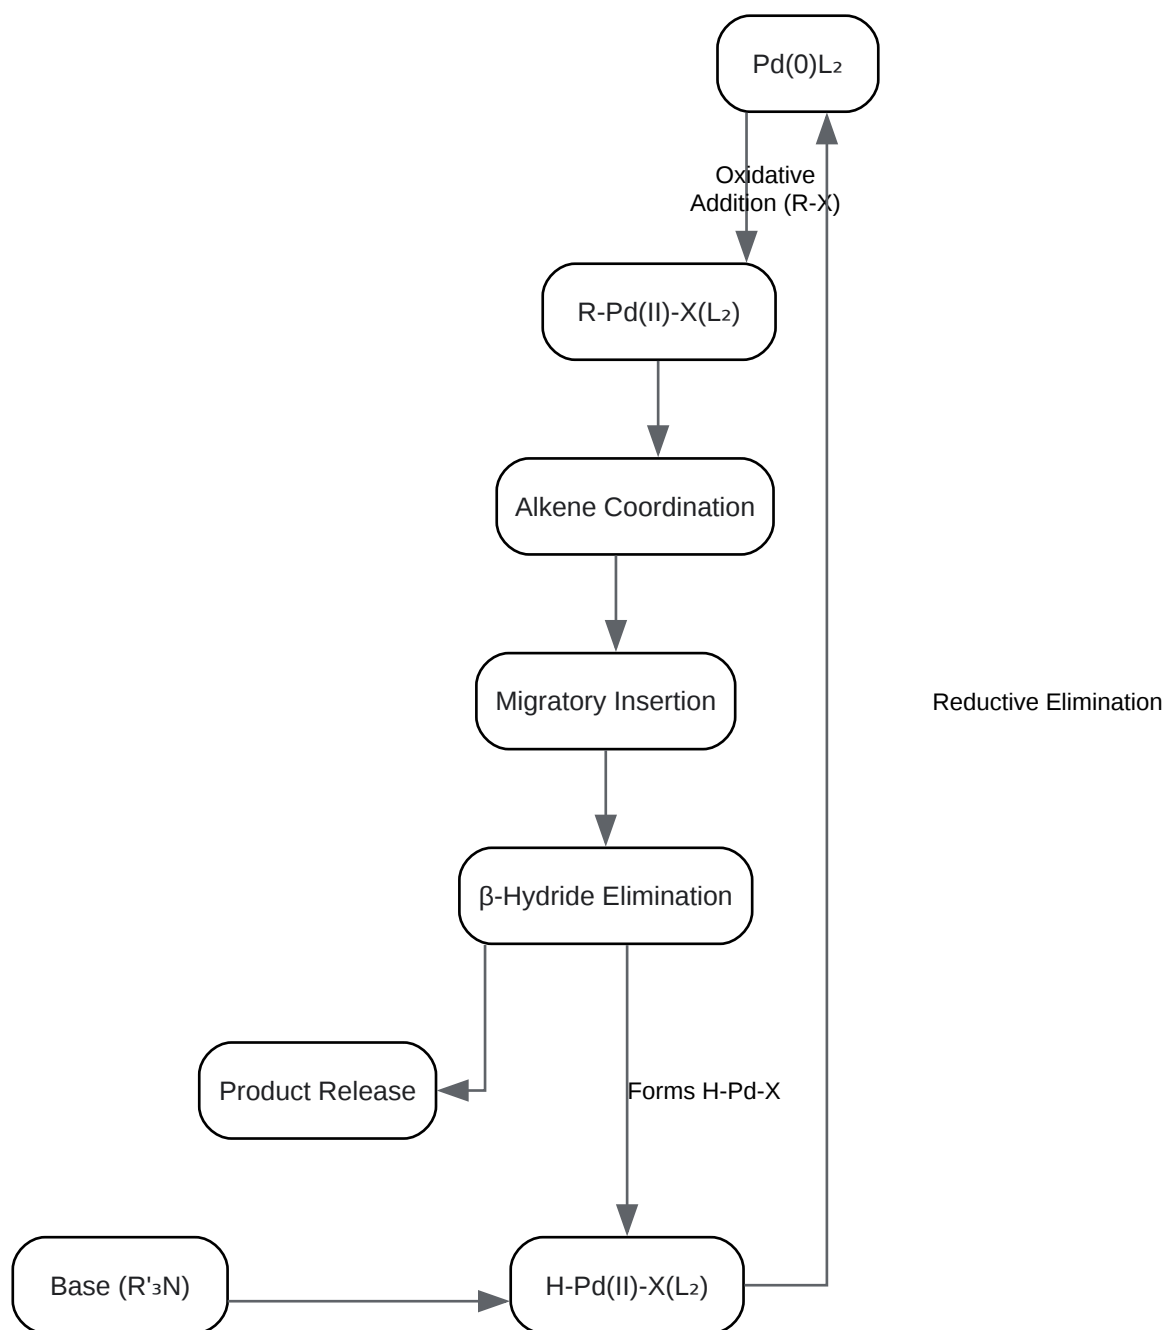 Pd(0)L₂
Oxidative
Addition (R-X)
R-Pd(II)-X(L₂)
Alkene Coordination
Migratory Insertion
Reductive Elimination
β-Hydride Elimination
Product Release
Forms H-Pd-X
Base (R'₃N)
H-Pd(II)-X(L₂)